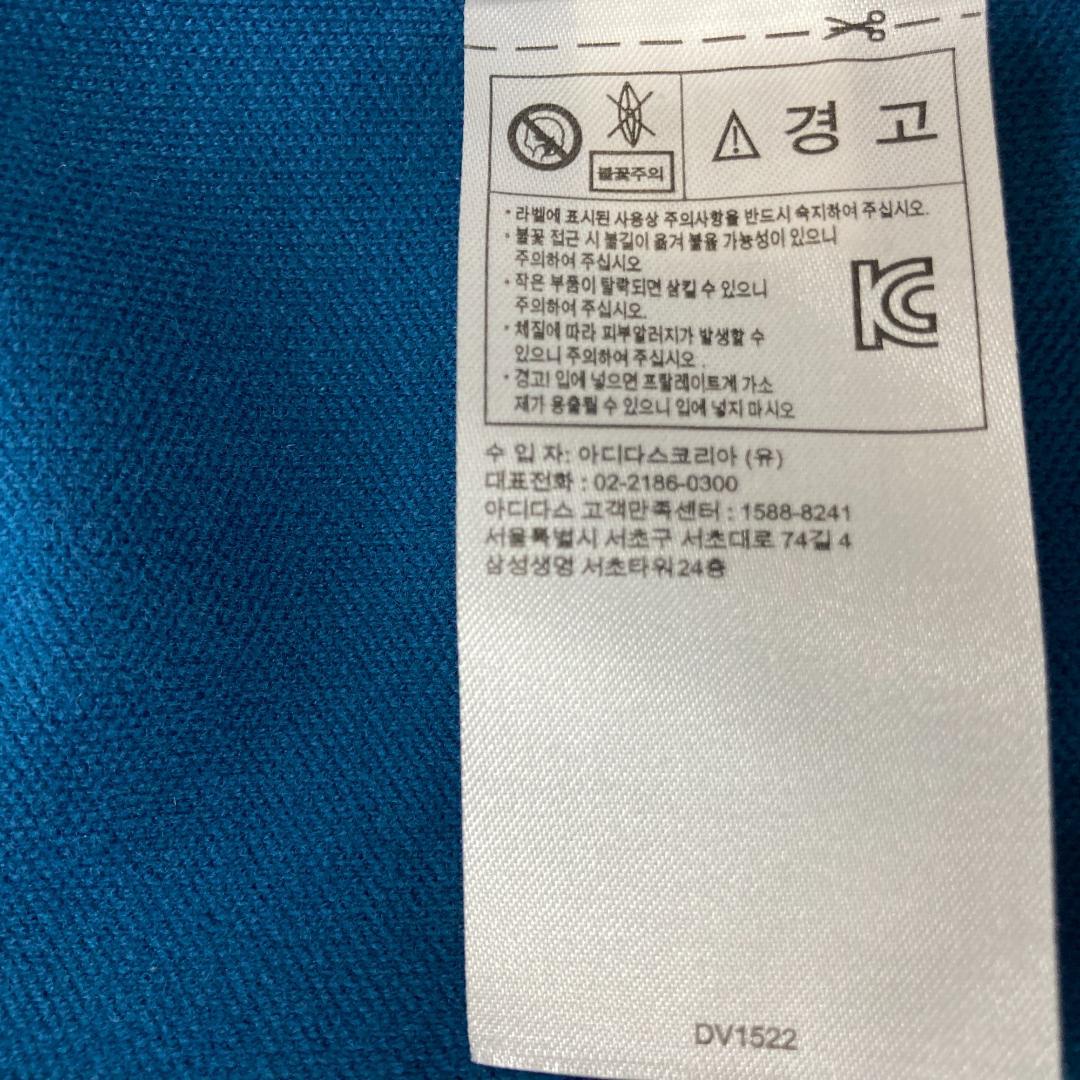 불꽃주의
경 고
• 라벨에 표시된 사용상 주의사항을 반드시 숙지하여 주십시오.
• 불꽃 접근 시 불길이 옮겨 붙을 가능성이 있으니
주의하여 주십시오
• 작은 부품이 탈락되면 삼킬 수 있으니
주의하여 주십시오.
• 체질에 따라 피부알러지가 발생할 수
있으니 주의하여 주십시오 .
• 경고! 입에 넣으면 프탈레이트계 가소
제가 용출될 수 있으니 입에 넣지 마시오
KC
수 입 자: 아디다스코리아 (유)
대표전화 : 02-2186-0300
아디다스 고객만족센터 : 1588-8241
서울특별시 서초구 서초대로 74길 4
삼성생명 서초타워24층
DV1522